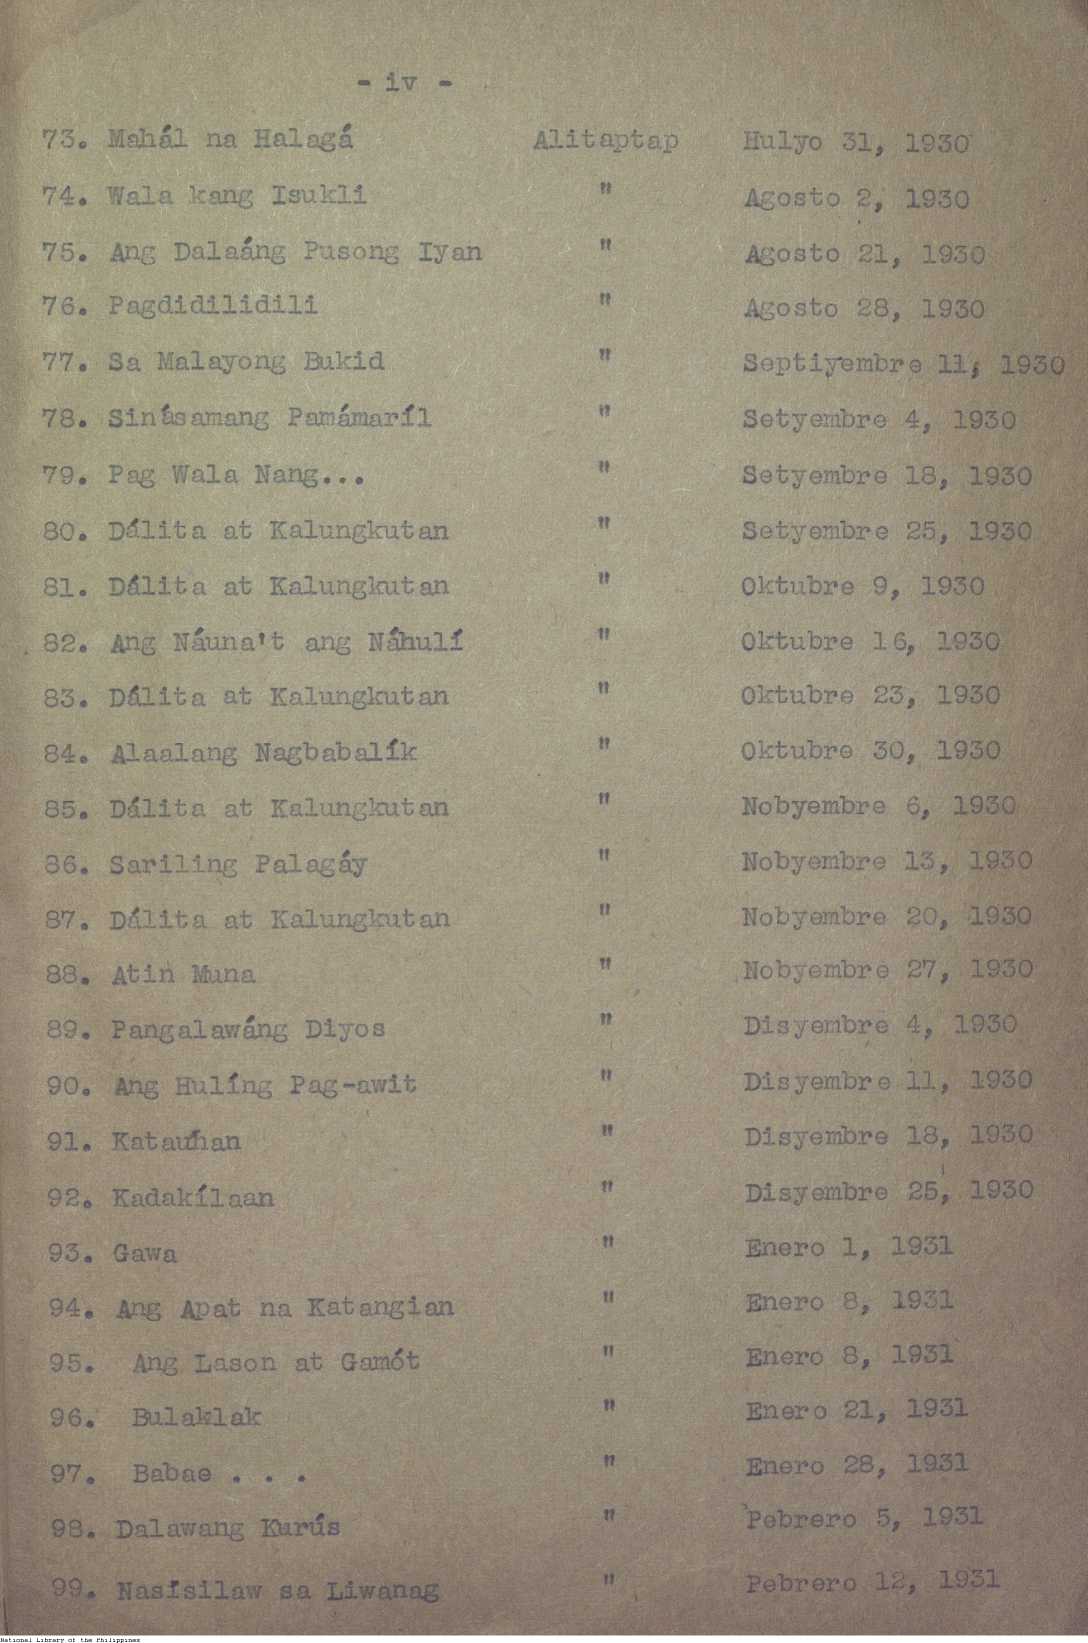 - iv -
73. Mahál na Halagá Alitaptap Hulyo 31, 1930
74. Wala kang Isukli " Agosto 2, 1930
75. Ang Dalaáng Pusong Iyan " Agosto 21, 1930
76. Pagdidilidili " Agosto 28, 1930
77. Sa Malayong Bukid " Septiyembre 11, 1930
78. Sinásamang Pamámaríl " Setyembre 4, 1930
79. Pag Wala Nang... " Setyembre 18, 1930
80. Dálita at Kalungkutan " Setyembre 25, 1930
81. Dálita at Kalungkutan " Oktubre 9, 1930
82. Ang Náuna't ang Náhulí " Oktubre 16, 1930
83. Dálita at Kalungkutan " Oktubre 23, 1930
84. Alaalang Nagbabalík " Oktubre 30, 1930
85. Dálita at Kalungkutan " Nobyembre 6, 1930
86. Sariling Palagáy " Nobyembre 13, 1930
87. Dálita at Kalungkutan " Nobyembre 20, 1930
88. Atin Muna " Nobyembre 27, 1930
89. Pangalawáng Diyos " Disyembre 4, 1930
90. Ang Hulíng Pag-awit " Disyembre 11, 1930
91. Katauhan " Disyembre 18, 1930
92. Kadakílaan " Disyembre 25, 1930
93. Gawa " Enero 1, 1931
94. Ang Apat na Katangian " Enero 8, 1931
95. Ang Lason at Gamót " Enero 8, 1931
96. Bulaklak " Enero 21, 1931
97. Babae . . . " Enero 28, 1931
98. Dalawang Kurús " Pebrero 5, 1931
99. Nasísilaw sa Liwanag " Pebrero 12, 1931
National Library of the Philippines